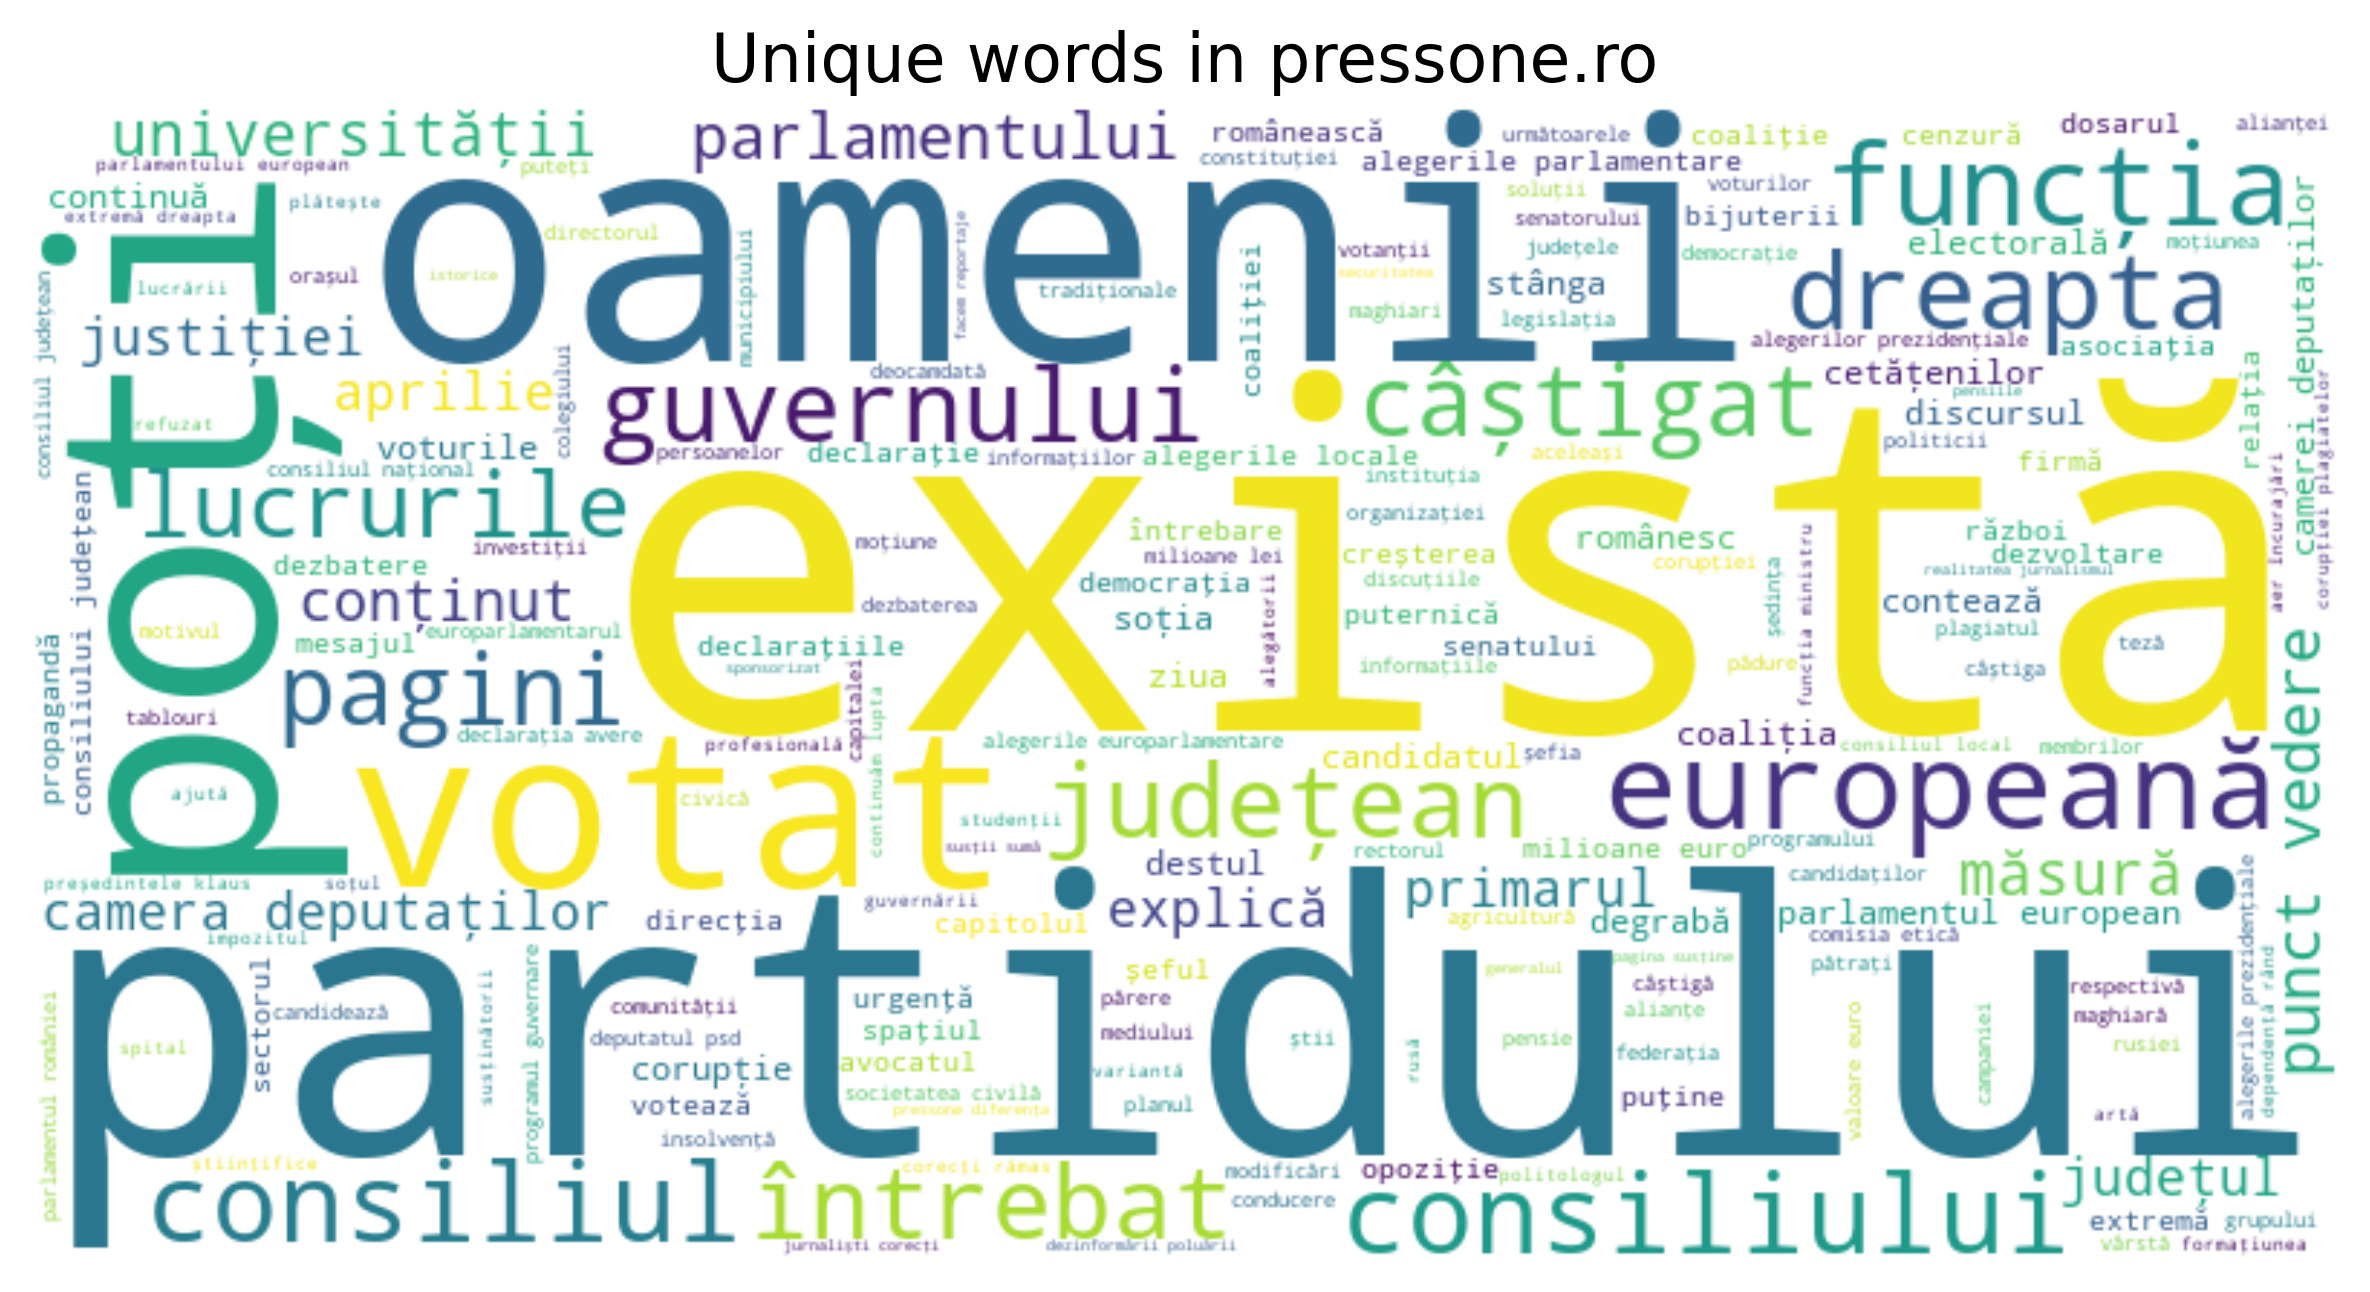 Unique words in pressone.ro
universității
parlamentului
românească
următoarele
coaliție
cenzură
dosarul
alianței
parlamentului european
puteți
constituției
alegerile parlamentare
funcția
continuă
plătește
oamenii
soluții
voturilor
extremă dreapta
directorul
senatorului
bijuterii
votanții
județele
democrație
electorală
moțiunea
camerei deputaților
poți
lucrării
orașul
istorice
municipiului
facem reportaje
tradiționale
coaliției
securitatea
stânga
dreapta
maghiari
legislația
consiliul județean
justiției
alegerilor prezidențiale
asociația
aprilie
colegiului
deocamdată
guvernului
câștigat
cetățenilor
pensiile
relația
corupției plagiatelor
refuzat
voturile
discursul
consiliul național
persoanelor
declarație
informațiilor
alegerile locale
aceleași
politicii
firmă
lucrurile
există
instituția
aer încurajări
consiliului județean
investiții
moțiune
întrebare
organizației
românesc
război
dezbatere
milioane lei
creșterea
corupției
dezvoltare
conținut
democrația
discuțiile
realitatea jurnalismul
dezbaterea
soția
alegătorii
puternică
ședința
funcția ministru
contează
motivul
mesajul
europarlamentarul
declarațiile
senatului
plagiatul
teză
propagandă
pagini
sponsorizat
capitalei
ziua
informațiile
pădure
câștiga
punct vedere
tablouri
declarația avere
profesională
alegerile europarlamentare
candidatul
șefia
coaliția
consiliul local
membrilor
continuăm lupta
votat
județean
europeană
ajută
civică
studenții
susții sumă
programului
președintele klaus
soțul
destul
rectorul
milioane euro
candidaților
măsură
camera deputaților
guvernării
direcția
capitolul
explică
primarul
agricultură
degrabă
parlamentul european
alegerile prezidențiale
impozitul
comisia etică
partidului
șeful
generalul
pagina susține
pătrați
dependență rând
parlamentul româniei
sectorul
candidează
susținătorii
programul guvernare
comunității
urgență
părere
câștigă
respectivă
spital
deputatul psd
spațiul
mediului
știi
pensie
alianțe
maghiară
corupție
avocatul
variantă
rusă
federația
valoare euro
campaniei
rusiei
votează
societatea civilă
pressone diferența
planul
puține
artă
insolvență
științifice
consiliul
întrebat
corecți rămas
modificări
opoziție
politologul
consiliului
județul
conducere
extremă
grupului
jurnaliști corecți
dezinformării poluării
vârstă
formațiunea